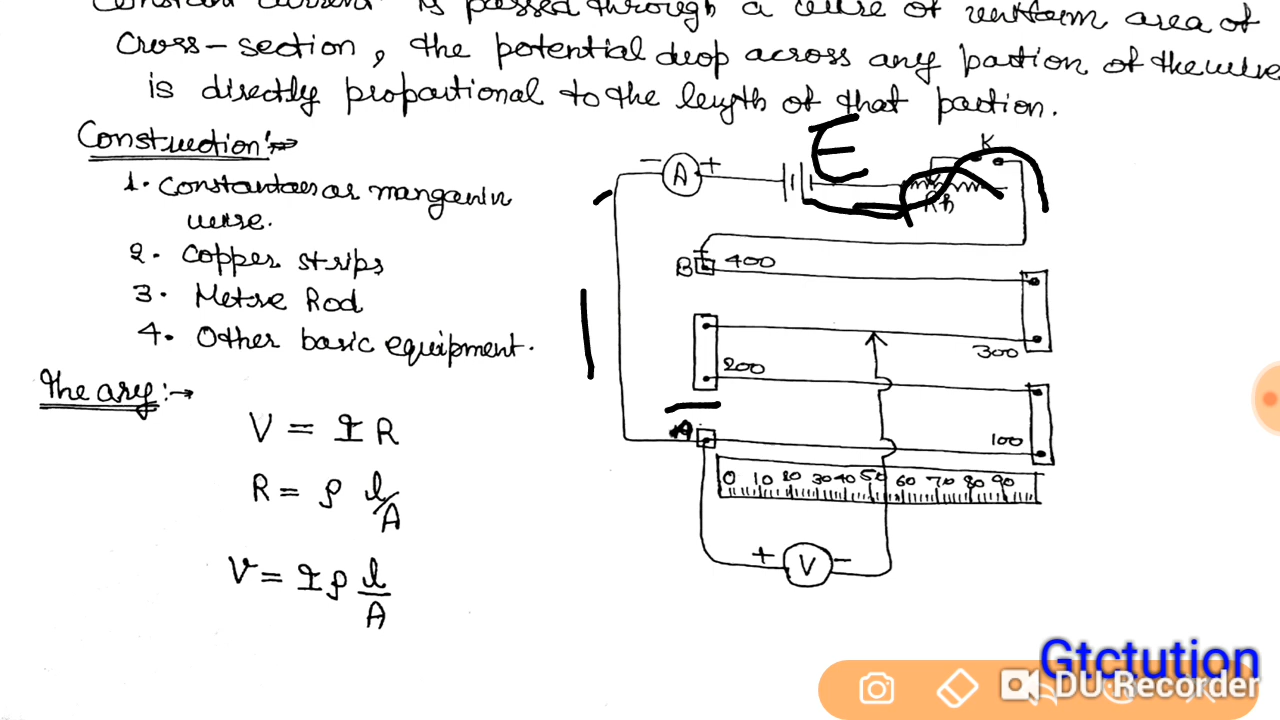 Constant current is passed through a wire of uniform area of
cross-section, the potential drop across any portion of the wire
is directly proportional to the length of that portion.
Construction:→
1. Constantan or manganin
wire.
2. Copper strips
3. Metre Rod
4. Other basic equipment.
Theory:→
V = IR
R = ρ l/A
V = Iρ l/A
− A +
E
K
Rh
B 400
300
200
A 100
0 10 20 30 40 50 60 70 80 90
+ V −
Gtctution
DU Recorder